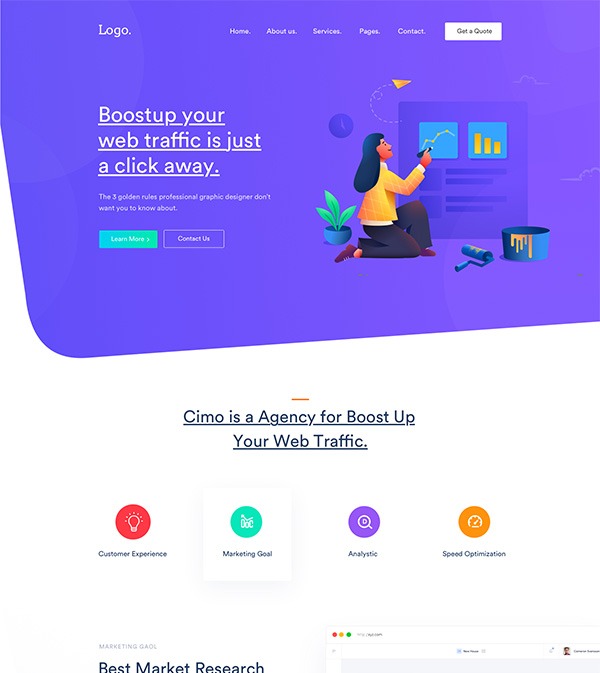 Logo.
Home. About us. Services. Pages. Contact. Get a Quote
Boostup your
web traffic is just
a click away.
The 3 golden rules professional graphic designer don't
want you to know about.
Learn More
Contact Us
Cimo is a Agency for Boost Up
Your Web Traffic.
Customer Experience
Marketing Goal
Analystic
Speed Optimization
MARKETING GAOL
Best Market Research
New House